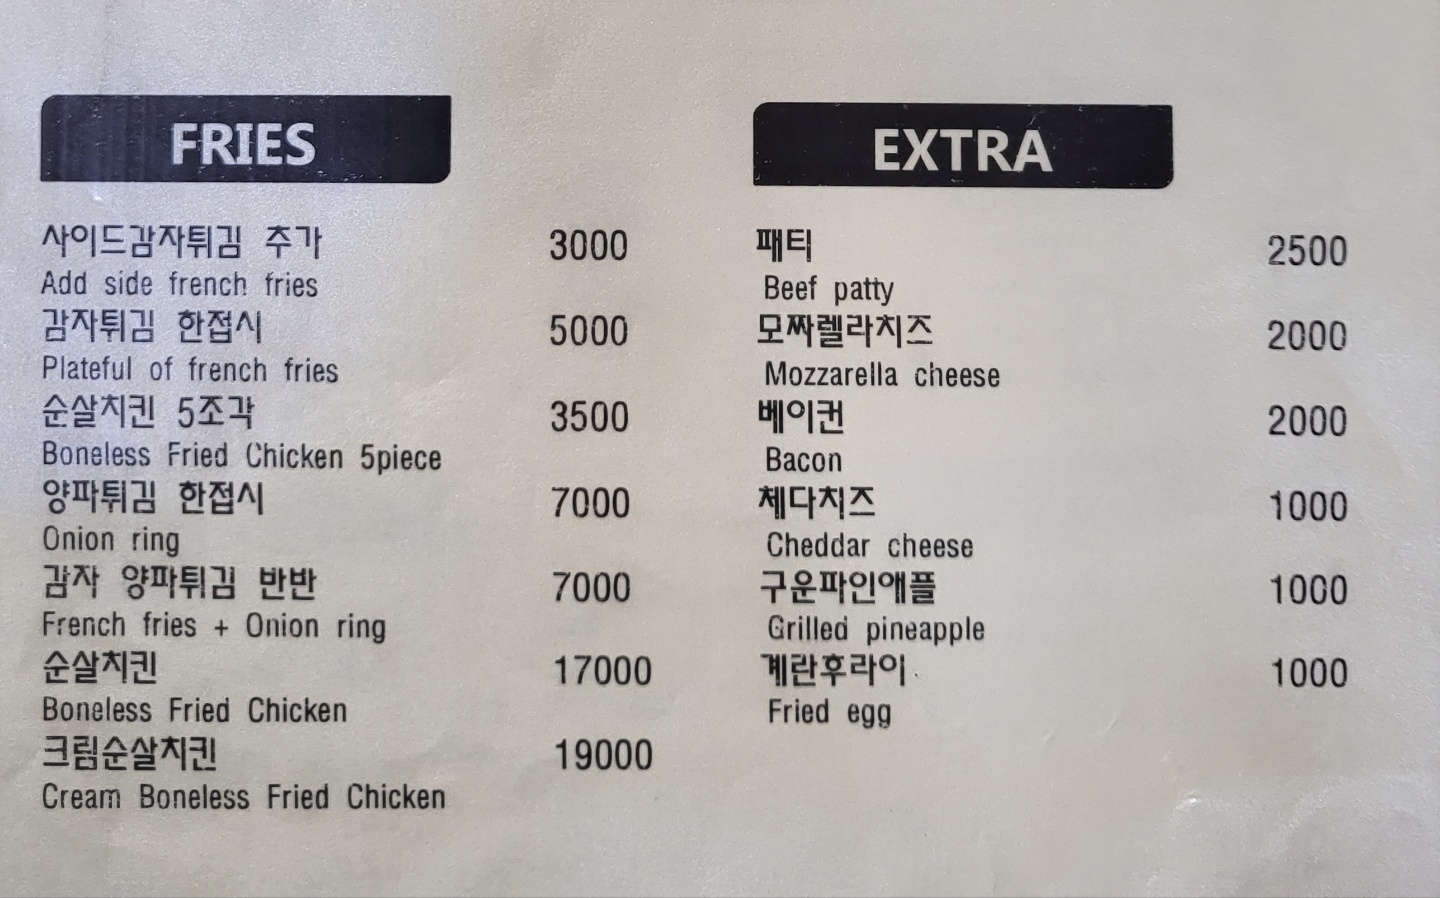 FRIES
사이드감자튀김 추가 3000
Add side french fries
감자튀김 한접시 5000
Plateful of french fries
순살치킨 5조각 3500
Boneless Fried Chicken 5piece
양파튀김 한접시 7000
Onion ring
감자 양파튀김 반반 7000
French fries + Onion ring
순살치킨 17000
Boneless Fried Chicken
크림순살치킨 19000
Cream Boneless Fried Chicken
EXTRA
패티 2500
Beef patty
모짜렐라치즈 2000
Mozzarella cheese
베이컨 2000
Bacon
체다치즈 1000
Cheddar cheese
구운파인애플 1000
Grilled pineapple
계란후라이 1000
Fried egg